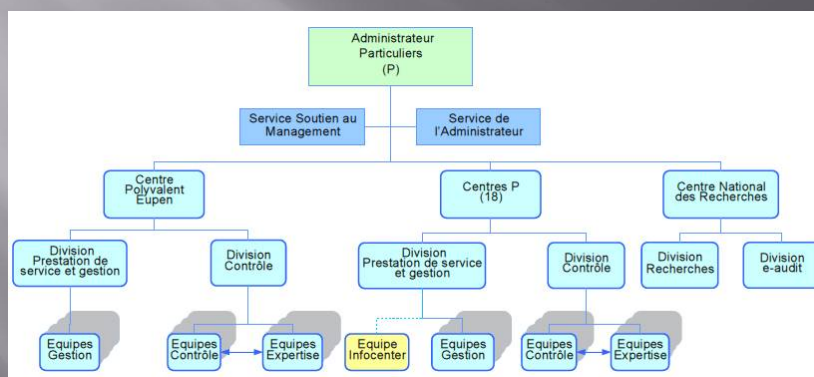 Administrateur
Particuliers
(P)
Service Soutien au
Management
Service de
l'Administrateur
Centre
Polyvalent
Eupen
Centres P
(18)
Centre National
des Recherches
Division
Prestation de
service et gestion
Division
Contrôle
Division
Prestation de service
et gestion
Division
Contrôle
Division
Recherches
Division
e-audit
Equipes
Gestion
Equipes
Contrôle
Equipes
Expertise
Equipe
Infocenter
Equipes
Gestion
Equipes
Contrôle
Equipes
Expertise